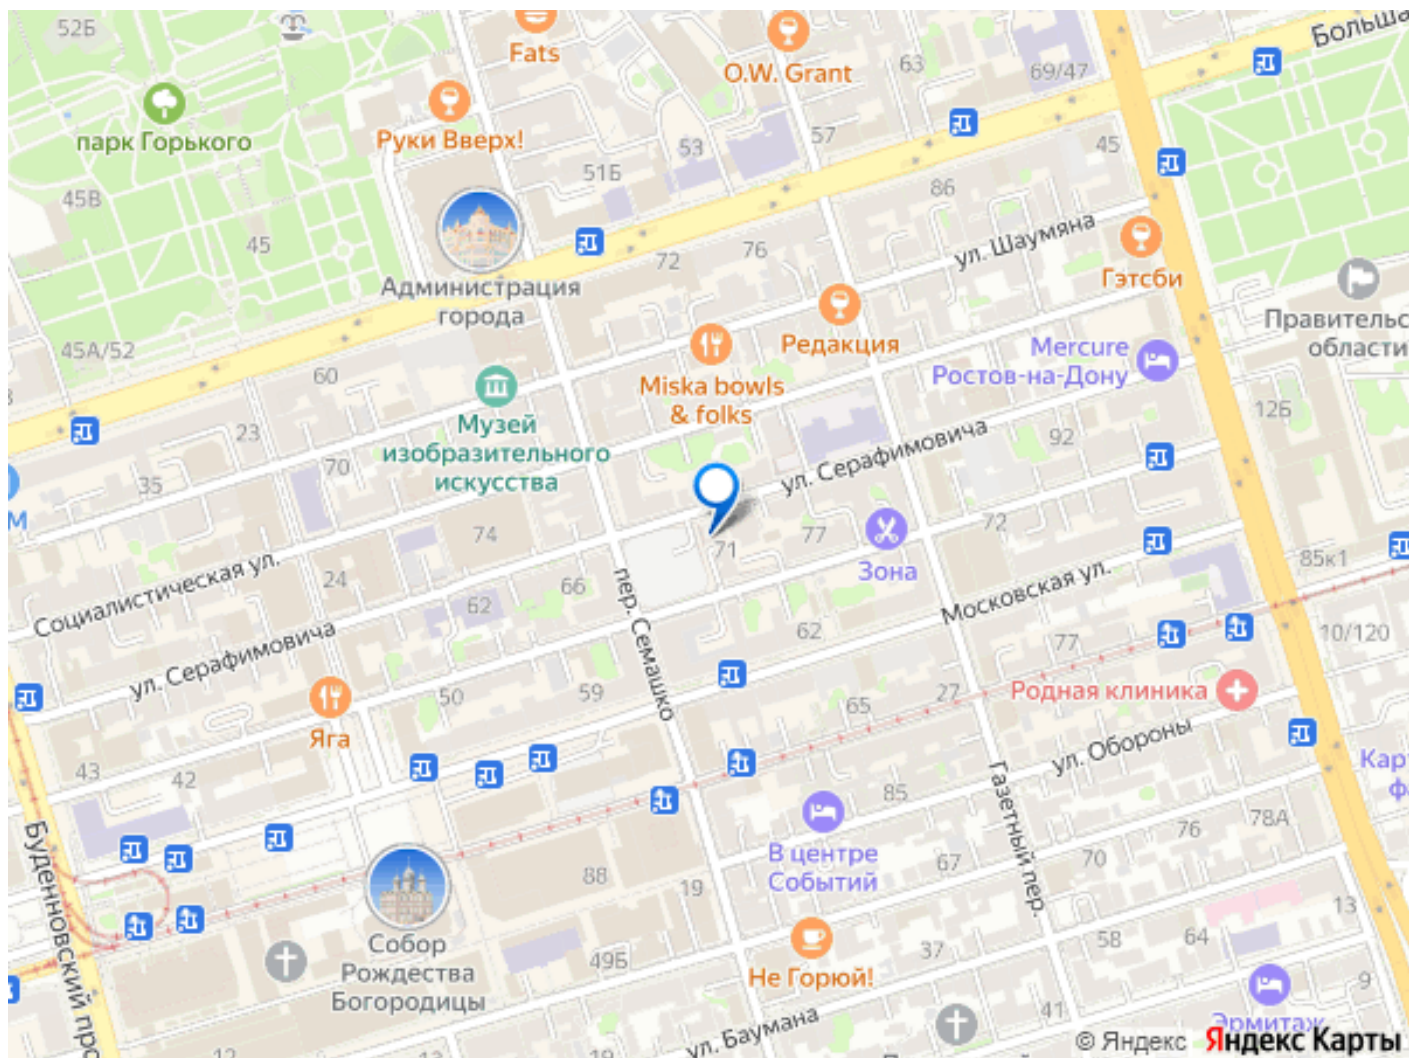 52Б
Fats
O.W. Grant
63
69/47
Больша
парк Горького
Руки Вверх!
53
57
45
51Б
86
45В
45
72
76
ул. Шаумяна
Гэтсби
Администрация
города
Редакция
Правительс
области
45А/52
60
Miska bowls
& folks
Mercure
Ростов-на-Дону
12Б
Музей
изобразительного
искусства
23
70
35
ул. Серафимовича
92
М
74
71
77
72
Зона
85к1
Социалистическая ул.
24
66
62
пер. Семашко
62
Московская ул.
77
10/120
ул. Серафимовича
50
59
65
27
Родная клиника
Яга
43
42
ул. Обороны
Газетный пер.
85
Кар
ф
78А
76
Буденновский про
В центре
Событий
67
70
88
19
13
Собор
Рождества
Богородицы
49Б
Не Горюй!
37
58
64
9
41
ул. Баумана
Эрмитаж
12
© Яндекс Яндекс Карты